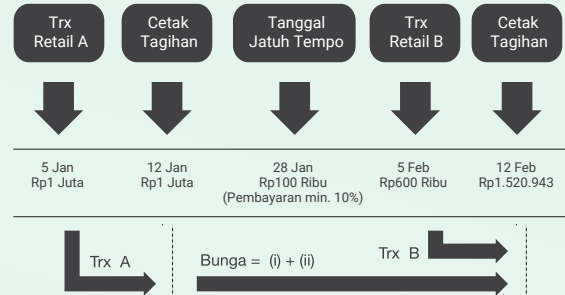 Trx
Retail A
Cetak
Tagihan
Tanggal
Jatuh Tempo
Trx
Retail B
Cetak
Tagihan
5 Jan
Rp1 Juta
12 Jan
Rp1 Juta
28 Jan
Rp100 Ribu
(Pembayaran min. 10%)
5 Feb
Rp600 Ribu
12 Feb
Rp1.520.943
Trx A
Bunga = (i) + (ii)
Trx B